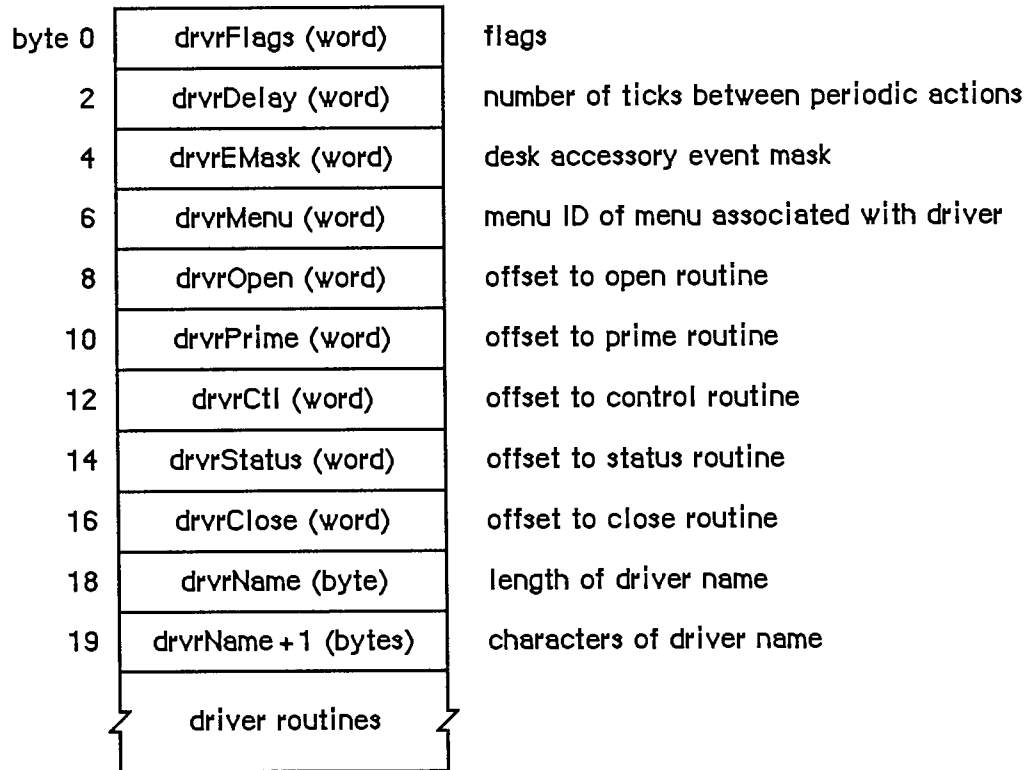 byte 0 drvrFlags (word) flags
2 drvrDelay (word) number of ticks between periodic actions
4 drvrEMask (word) desk accessory event mask
6 drvrMenu (word) menu ID of menu associated with driver
8 drvrOpen (word) offset to open routine
10 drvrPrime (word) offset to prime routine
12 drvrCtl (word) offset to control routine
14 drvrStatus (word) offset to status routine
16 drvrClose (word) offset to close routine
18 drvrName (byte) length of driver name
19 drvrName+1 (bytes) characters of driver name
driver routines